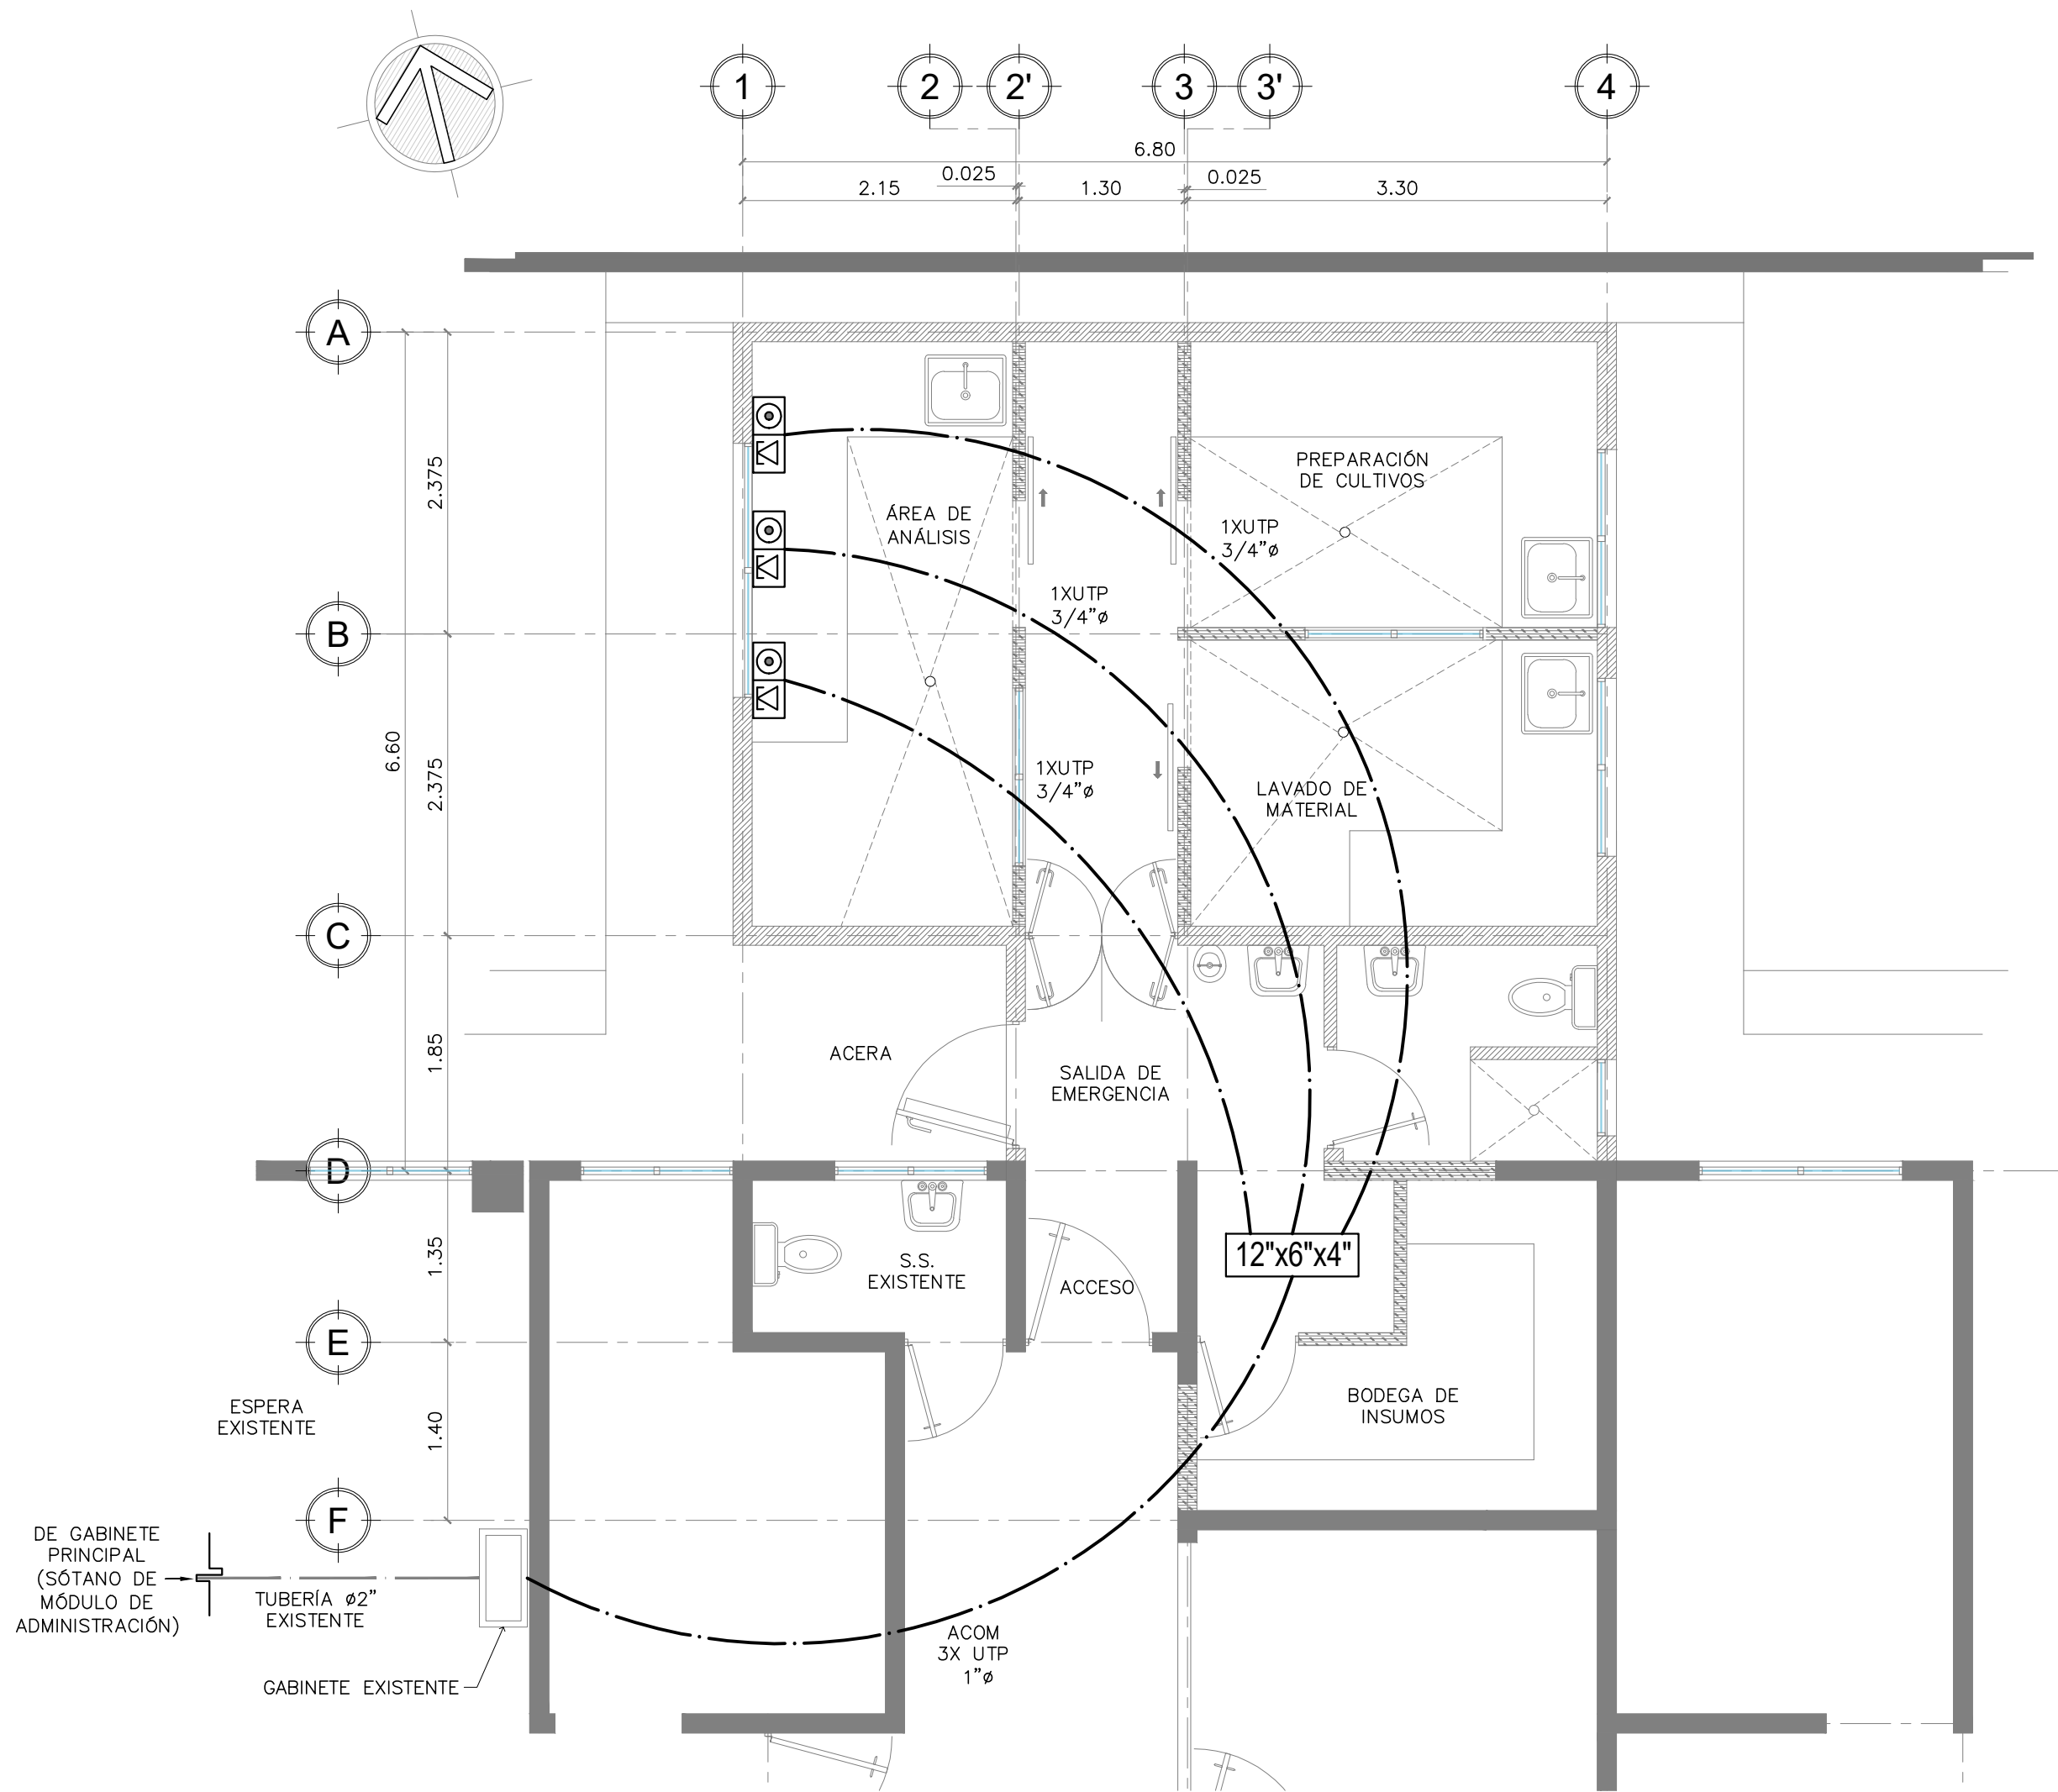 1
2
2'
3
3'
4
6.80
0.025
0.025
2.15
1.30
3.30
A
B
C
D
E
F
2.375
2.375
6.60
1.85
1.35
1.40
PREPARACIÓN
DE CULTIVOS
ÁREA DE
ANÁLISIS
1XUTP
3/4"ø
1XUTP
3/4"ø
1XUTP
3/4"ø
LAVADO DE
MATERIAL
ACERA
SALIDA DE
EMERGENCIA
12"x6"x4"
S.S.
EXISTENTE
ACCESO
ESPERA
EXISTENTE
BODEGA DE
INSUMOS
DE GABINETE
PRINCIPAL
(SÓTANO DE
MÓDULO DE
ADMINISTRACIÓN)
TUBERÍA ø2"
EXISTENTE
GABINETE EXISTENTE
ACOM
3X UTP
1"ø